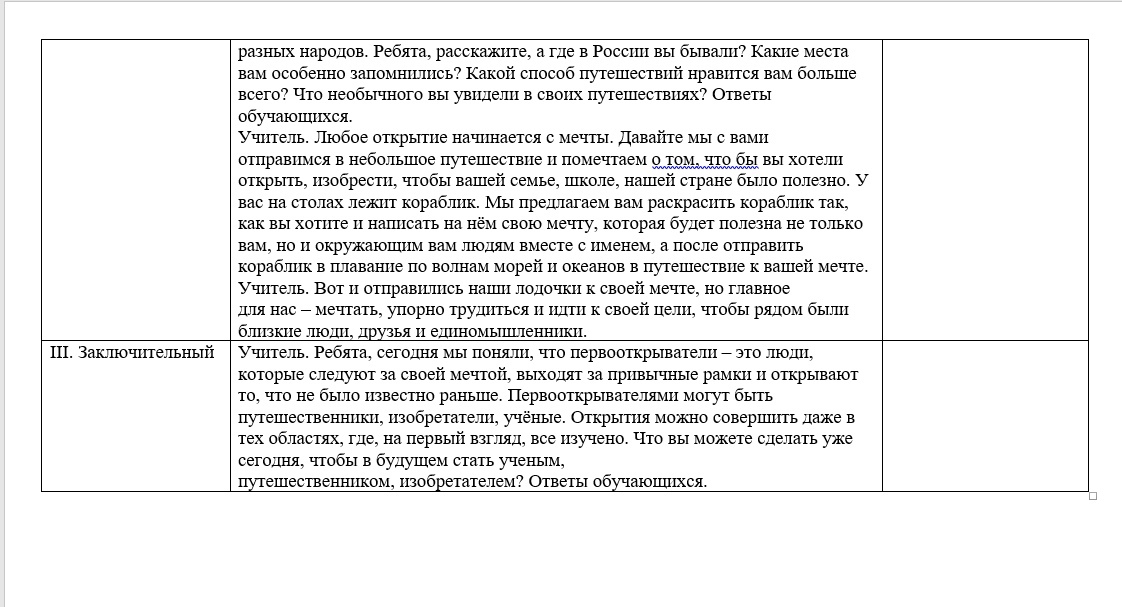 разных народов. Ребята, расскажите, а где в России вы бывали? Какие места
вам особенно запомнились? Какой способ путешествий нравится вам больше
всего? Что необычного вы увидели в своих путешествиях? Ответы
обучающихся.
Учитель. Любое открытие начинается с мечты. Давайте мы с вами
отправимся в небольшое путешествие и помечтаем о том, что бы вы хотели
открыть, изобрести, чтобы вашей семье, школе, нашей стране было полезно. У
вас на столах лежит кораблик. Мы предлагаем вам раскрасить кораблик так,
как вы хотите и написать на нём свою мечту, которая будет полезна не только
вам, но и окружающим вам людям вместе с именем, а после отправить
кораблик в плавание по волнам морей и океанов в путешествие к вашей мечте.
Учитель. Вот и отправились наши лодочки к своей мечте, но главное
для нас – мечтать, упорно трудиться и идти к своей цели, чтобы рядом были
близкие люди, друзья и единомышленники.
III. Заключительный
Учитель. Ребята, сегодня мы поняли, что первооткрыватели – это люди,
которые следуют за своей мечтой, выходят за привычные рамки и открывают
то, что не было известно раньше. Первооткрывателями могут быть
путешественники, изобретатели, учёные. Открытия можно совершить даже в
тех областях, где, на первый взгляд, все изучено. Что вы можете сделать уже
сегодня, чтобы в будущем стать ученым,
путешественником, изобретателем? Ответы обучающихся.